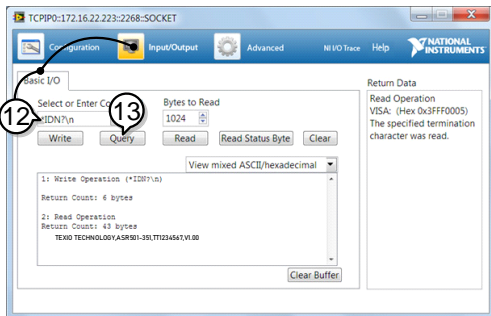 TCPIP0::172.16.22.223::2268::SOCKET
Configuration
Input/Output
Advanced
NI I/O Trace
Help
NATIONAL
INSTRUMENTS
Basic I/O
Return Data
Select or Enter Co
Bytes to Read
12
*IDN?\n
13
1024
Write
Query
Read
Read Status Byte
Clear
Read Operation
VISA: (Hex 0x3FFF0005)
The specified termination
character was read.
View mixed ASCII/hexadecimal
1: Write Operation (*IDN?\n)
Return Count: 6 bytes
2: Read Operation
Return Count: 43 bytes
TEXIO TECHNOLOGY,ASR501-351,TT1234567,V1.00
Clear Buffer